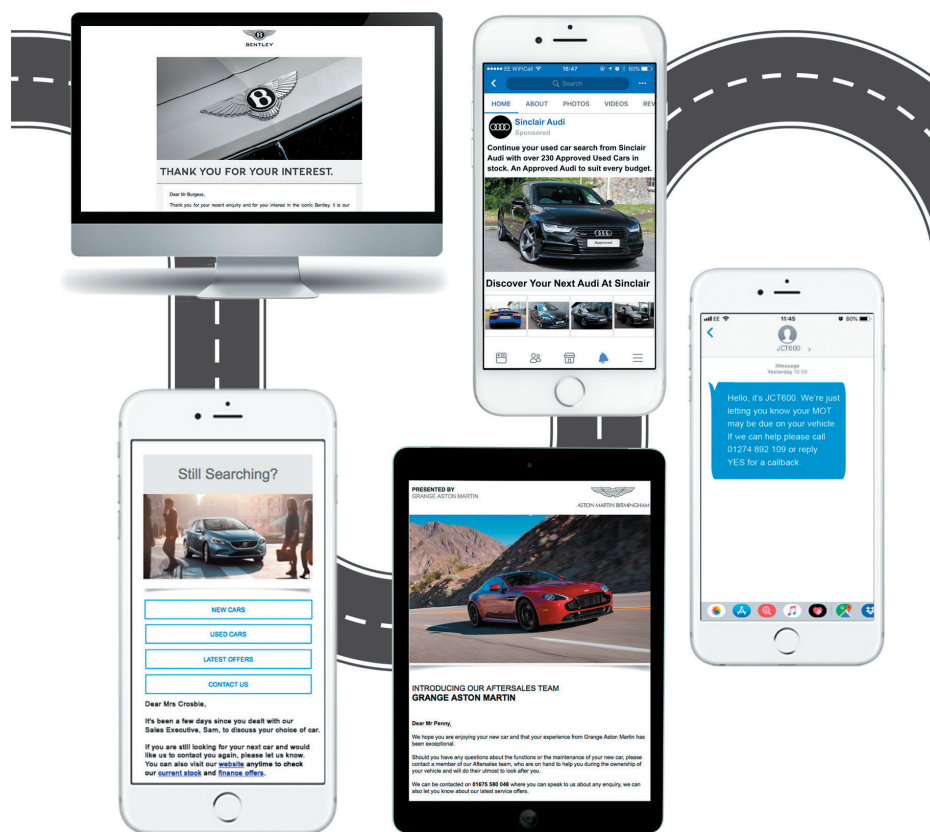 BENTLEY
THANK YOU FOR YOUR INTEREST.
Dear Mr Burgess,
Thank you for your recent enquiry and for your interest in the iconic Bentley. It is our
EE WiFiCall 16:47 60%
Search
HOME ABOUT PHOTOS VIDEOS REV
Sinclair Audi
Sponsored
Continue your used car search from Sinclair
Audi with over 230 Approved Used Cars in
stock. An Approved Audi to suit every budget.
Approved
Discover Your Next Audi At Sinclair
EE 11:45 80%
JCT600
iMessage
Yesterday 10:58
Hello, it's JCT600. We're just
letting you know your MOT
may be due on your vehicle
If we can help please call
01274 892 109 or reply
YES for a callback.
Still Searching?
NEW CARS
USED CARS
LATEST OFFERS
CONTACT US
Dear Mrs Crosbie,
It's been a few days since you dealt with our
Sales Executive, Sam, to discuss your choice of car.
If you are still looking for your next car and would
like us to contact you again, please let us know.
You can also visit our website anytime to check
our current stock and finance offers.
PRESENTED BY
GRANGE ASTON MARTIN
ASTON MARTIN BIRMINGHAM
INTRODUCING OUR AFTERSALES TEAM
GRANGE ASTON MARTIN
Dear Mr Penny,
We hope you are enjoying your new car and that your experience from Grange Aston Martin has
been exceptional.
Should you have any questions about the functions or the maintenance of your new car, please
contact a member of our Aftersales team, who are on hand to help you during the ownership of
your vehicle and will do their utmost to look after you.
We can be contacted on 01675 580 048 where you can speak to us about any enquiry, we can
also let you know about our latest service offers.